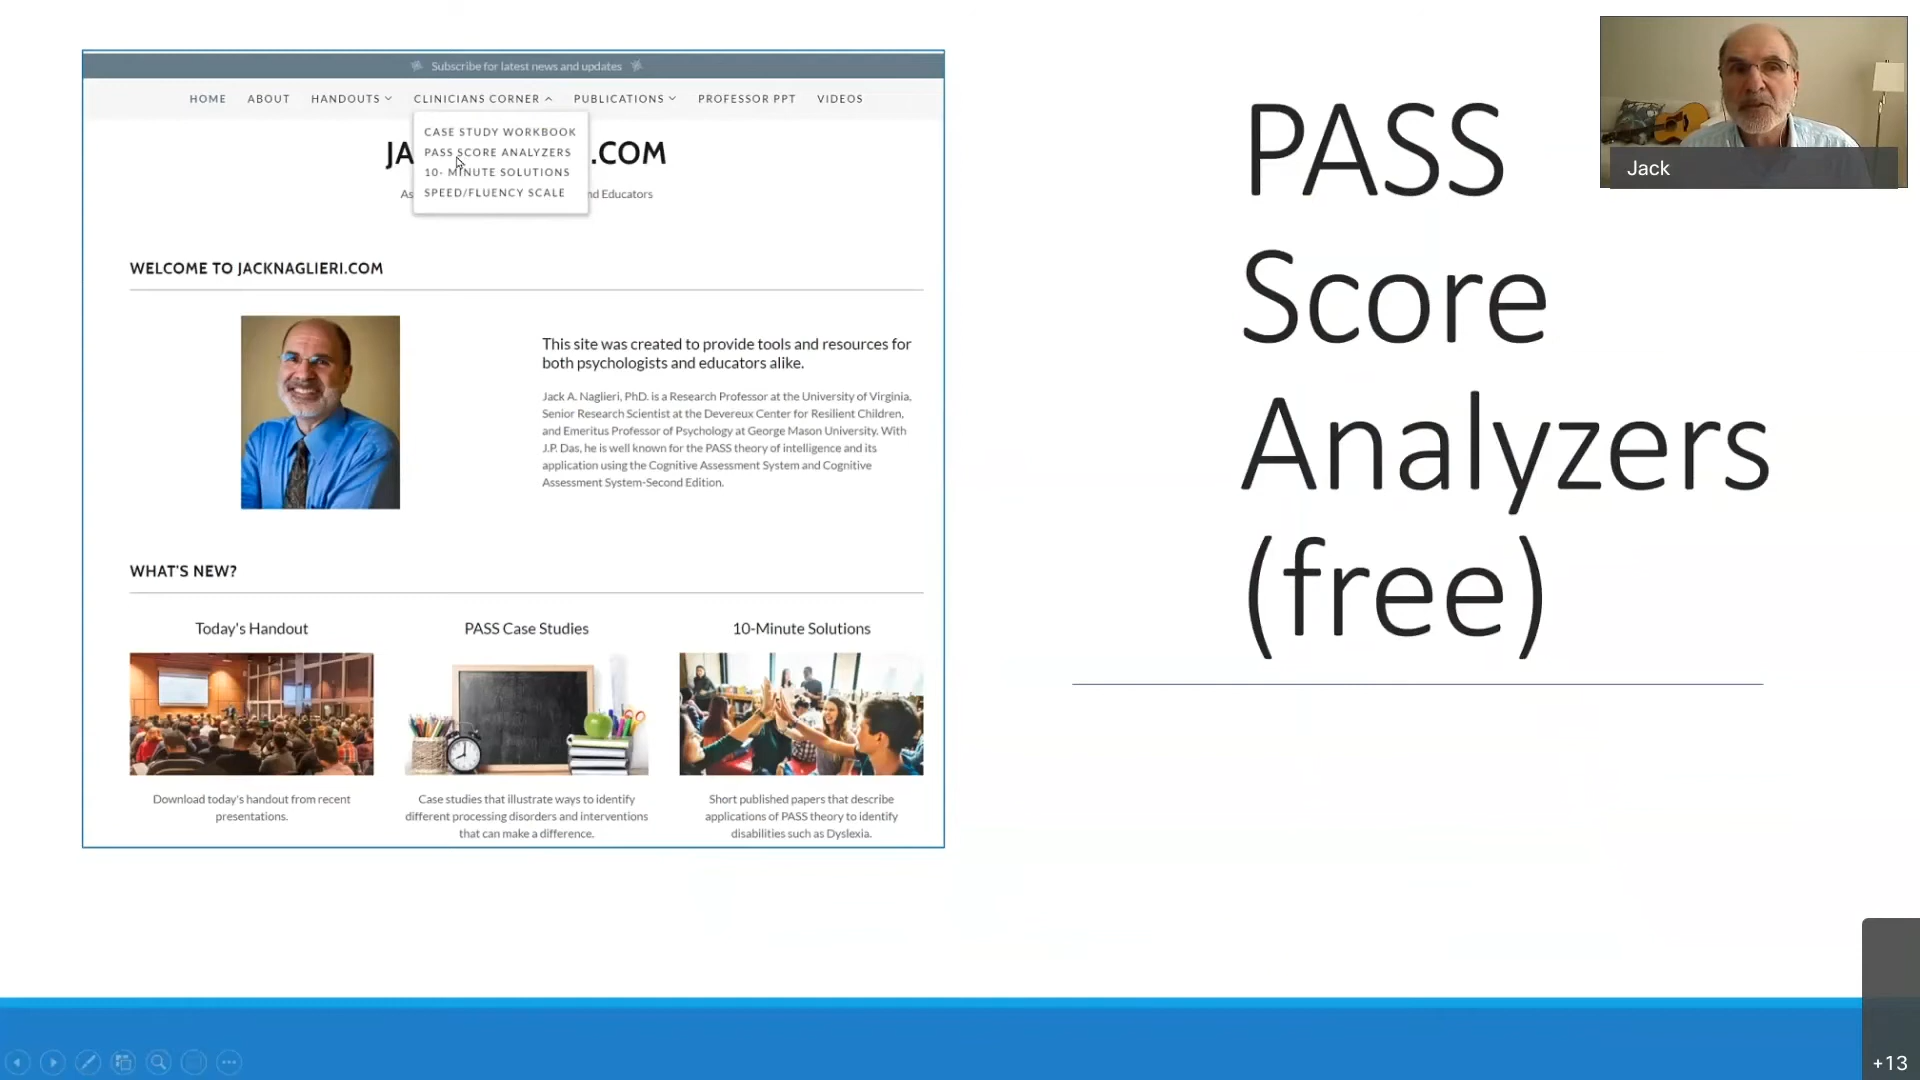 Subscribe for latest news and updates
HOME ABOUT HANDOUTS CLINICIANS CORNER PUBLICATIONS PROFESSOR PPT VIDEOS
CASE STUDY WORKBOOK
PASS SCORE ANALYZERS
10- MINUTE SOLUTIONS
SPEED/FLUENCY SCALE
JA .COM
As nd Educators
WELCOME TO JACKNAGLIERI.COM
This site was created to provide tools and resources for
both psychologists and educators alike.
Jack A. Naglieri, PhD. is a Research Professor at the University of Virginia,
Senior Research Scientist at the Devereux Center for Resilient Children,
and Emeritus Professor of Psychology at George Mason University. With
J.P. Das, he is well known for the PASS theory of intelligence and its
application using the Cognitive Assessment System and Cognitive
Assessment System-Second Edition.
WHAT'S NEW?
Today's Handout
Download today's handout from recent
presentations.
PASS Case Studies
Case studies that illustrate ways to identify
different processing disorders and interventions
that can make a difference.
10-Minute Solutions
Short published papers that describe
applications of PASS theory to identify
disabilities such as Dyslexia.
PASS
Score
Analyzers
(free)
Jack
+13